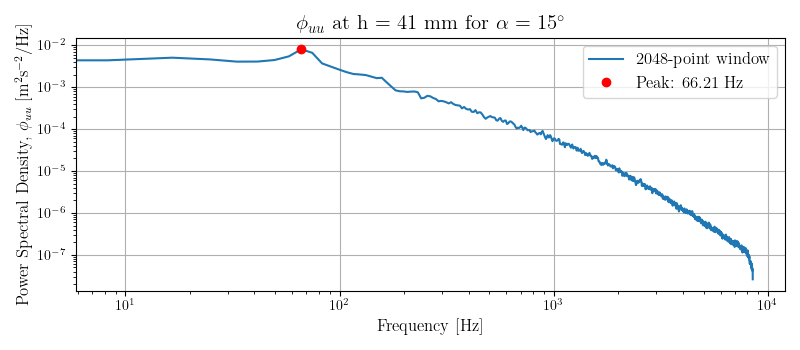 ϕ_uu at h = 41 mm for α = 15°
Power Spectral Density, ϕ_uu [m²s⁻²/Hz]
10⁻²
10⁻³
10⁻⁴
10⁻⁵
10⁻⁶
10⁻⁷
2048-point window
Peak: 66.21 Hz
10¹ 10² 10³ 10⁴
Frequency [Hz]